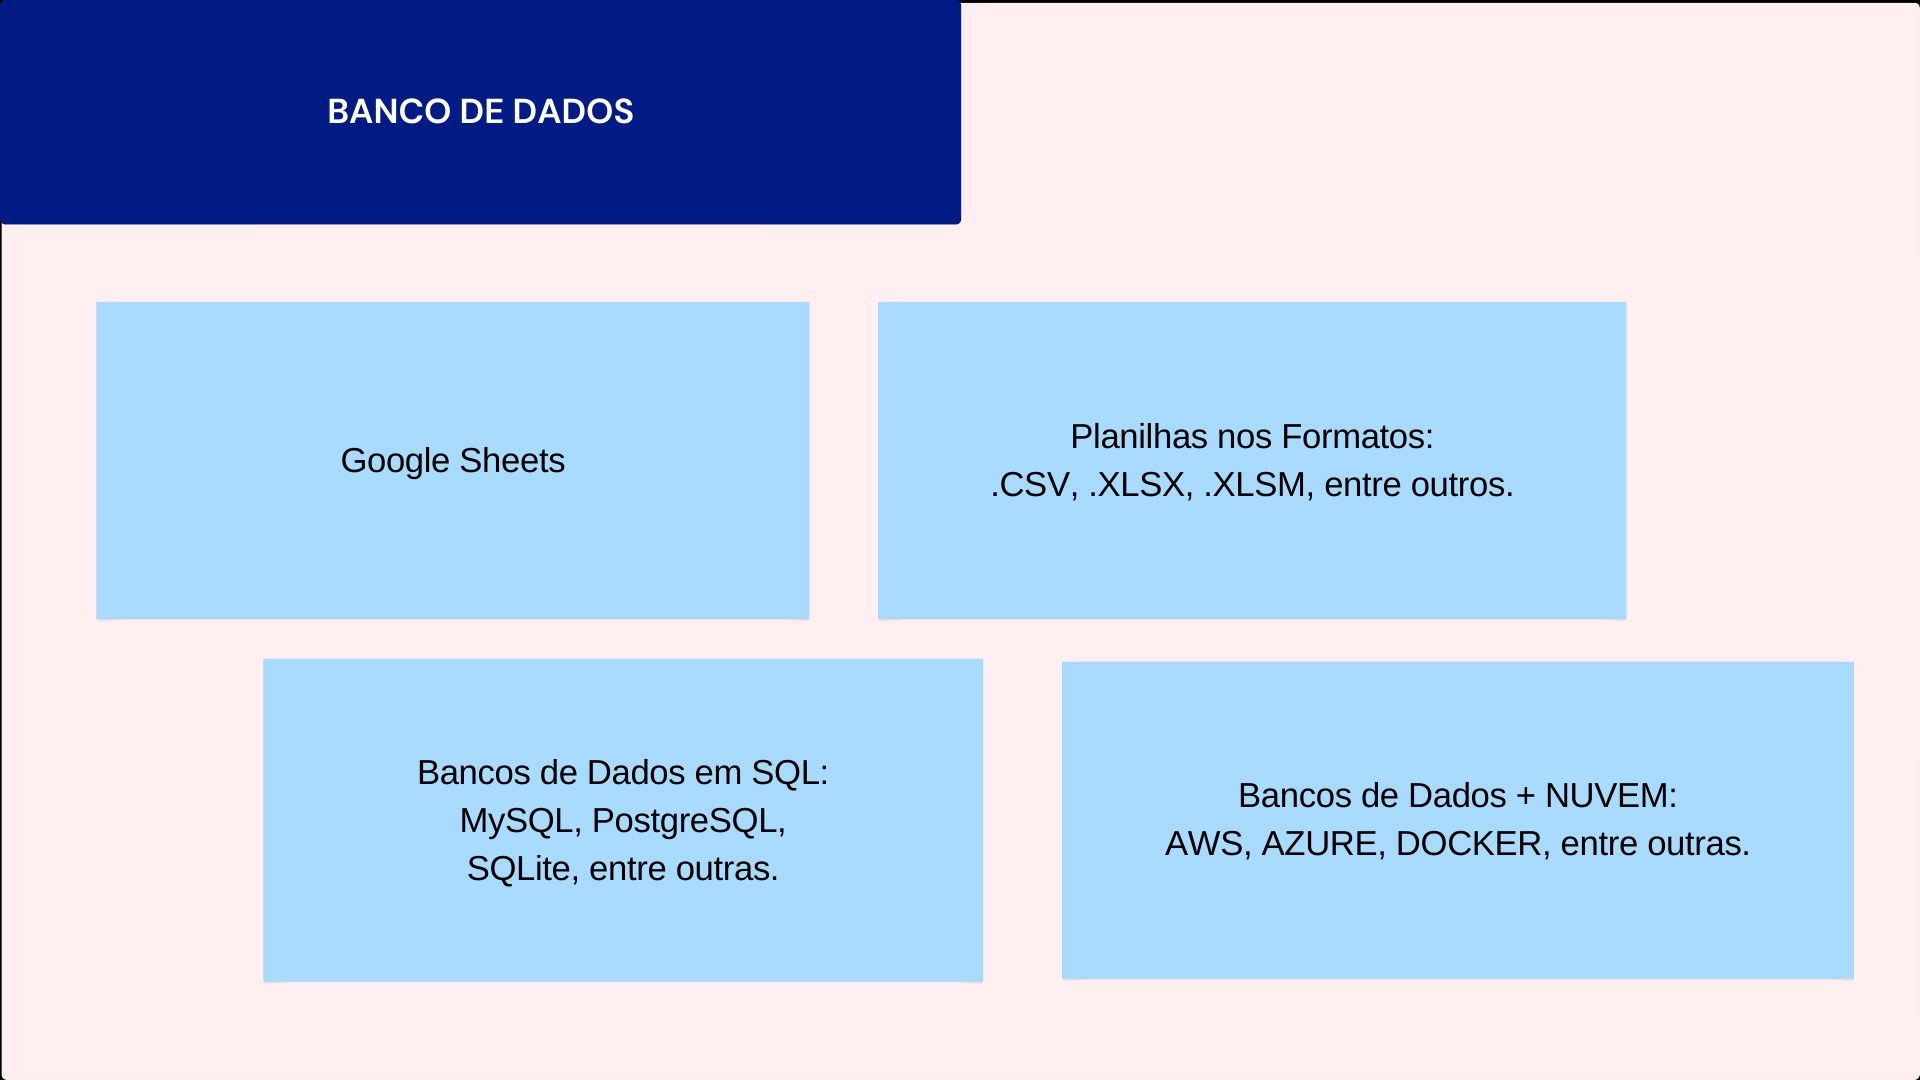 BANCO DE DADOS
Google Sheets
Planilhas nos Formatos:
.CSV, .XLSX, .XLSM, entre outros.
Bancos de Dados em SQL:
MySQL, PostgreSQL,
SQLite, entre outras.
Bancos de Dados + NUVEM:
AWS, AZURE, DOCKER, entre outras.